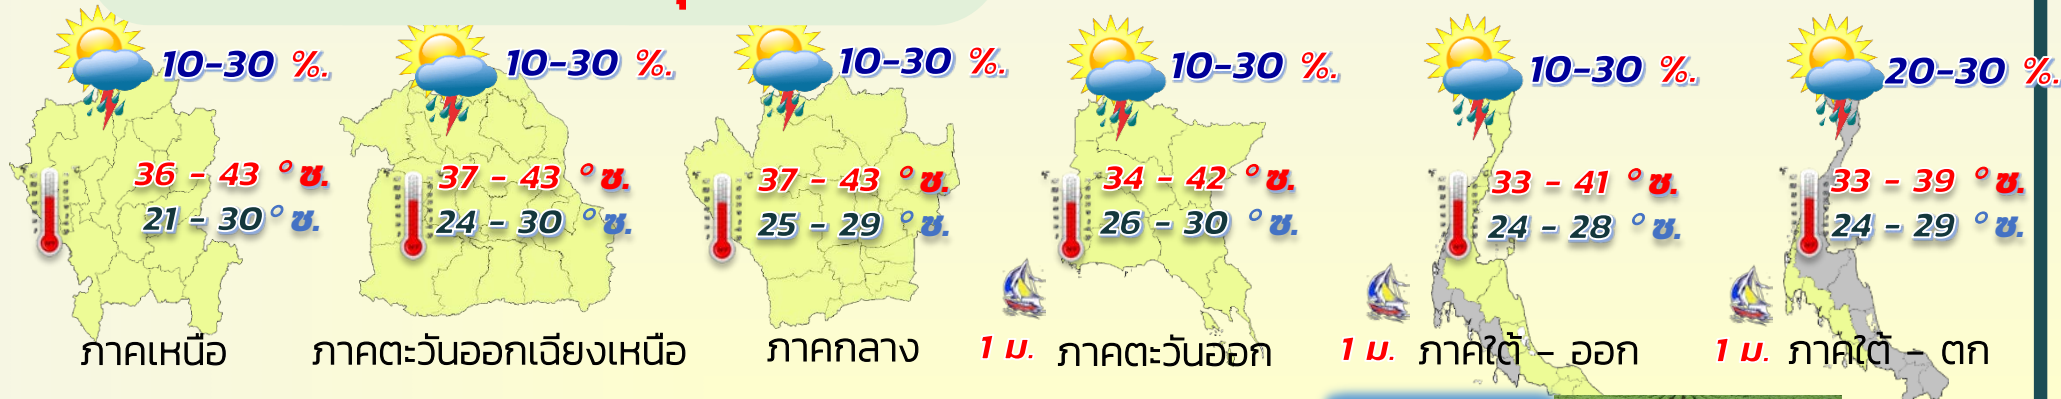 10-30 %.
36 - 43 °ซ.
21 - 30 °ซ.
ภาคเหนือ
10-30 %.
37 - 43 °ซ.
24 - 30 °ซ.
ภาคตะวันออกเฉียงเหนือ
10-30 %.
37 - 43 °ซ.
25 - 29 °ซ.
ภาคกลาง
10-30 %.
34 - 42 °ซ.
26 - 30 °ซ.
1 ม.
ภาคตะวันออก
10-30 %.
33 - 41 °ซ.
24 - 28 °ซ.
1 ม.
ภาคใต้ - ออก
20-30 %.
33 - 39 °ซ.
24 - 29 °ซ.
1 ม.
ภาคใต้ - ตก